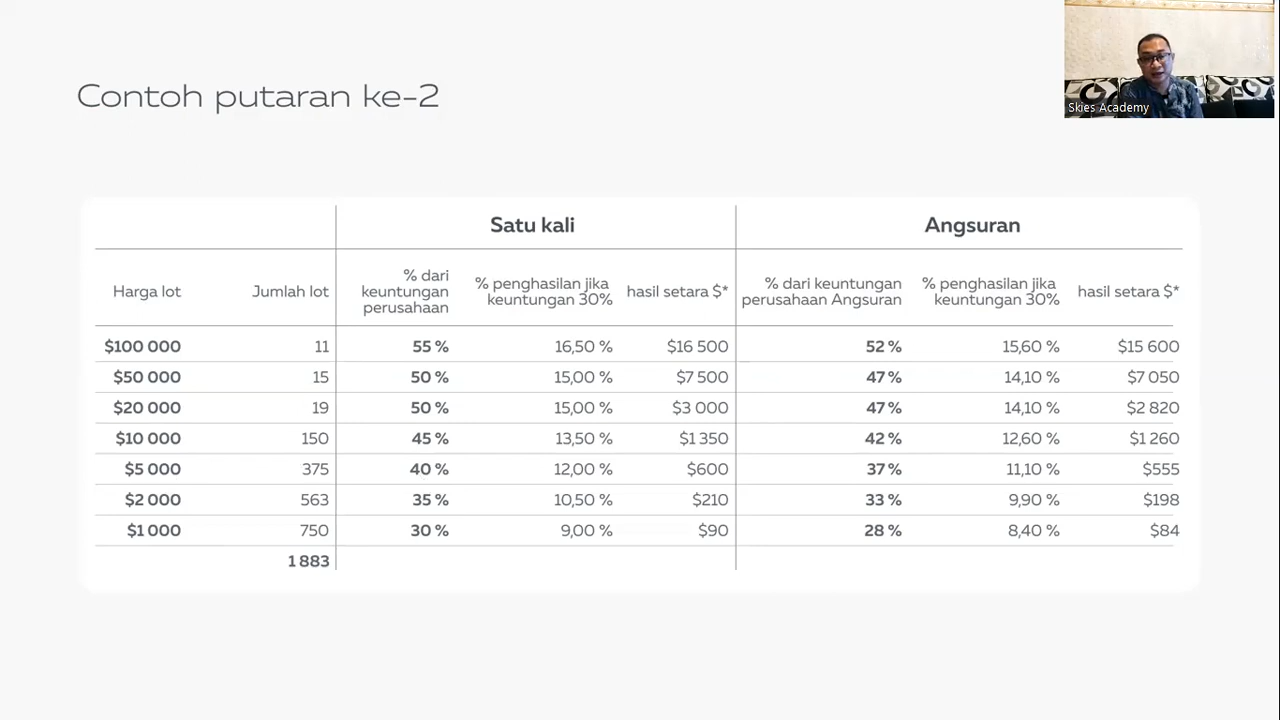 Contoh putaran ke-2
Skies Academy
Satu kali Angsuran
Harga lot Jumlah lot % dari keuntungan perusahaan % penghasilan jika keuntungan 30% hasil setara $* % dari keuntungan perusahaan Angsuran % penghasilan jika keuntungan 30% hasil setara $*
$100 000 11 55 % 16,50 % $16 500 52 % 15,60 % $15 600
$50 000 15 50 % 15,00 % $7 500 47 % 14,10 % $7 050
$20 000 19 50 % 15,00 % $3 000 47 % 14,10 % $2 820
$10 000 150 45 % 13,50 % $1 350 42 % 12,60 % $1 260
$5 000 375 40 % 12,00 % $600 37 % 11,10 % $555
$2 000 563 35 % 10,50 % $210 33 % 9,90 % $198
$1 000 750 30 % 9,00 % $90 28 % 8,40 % $84
1 883